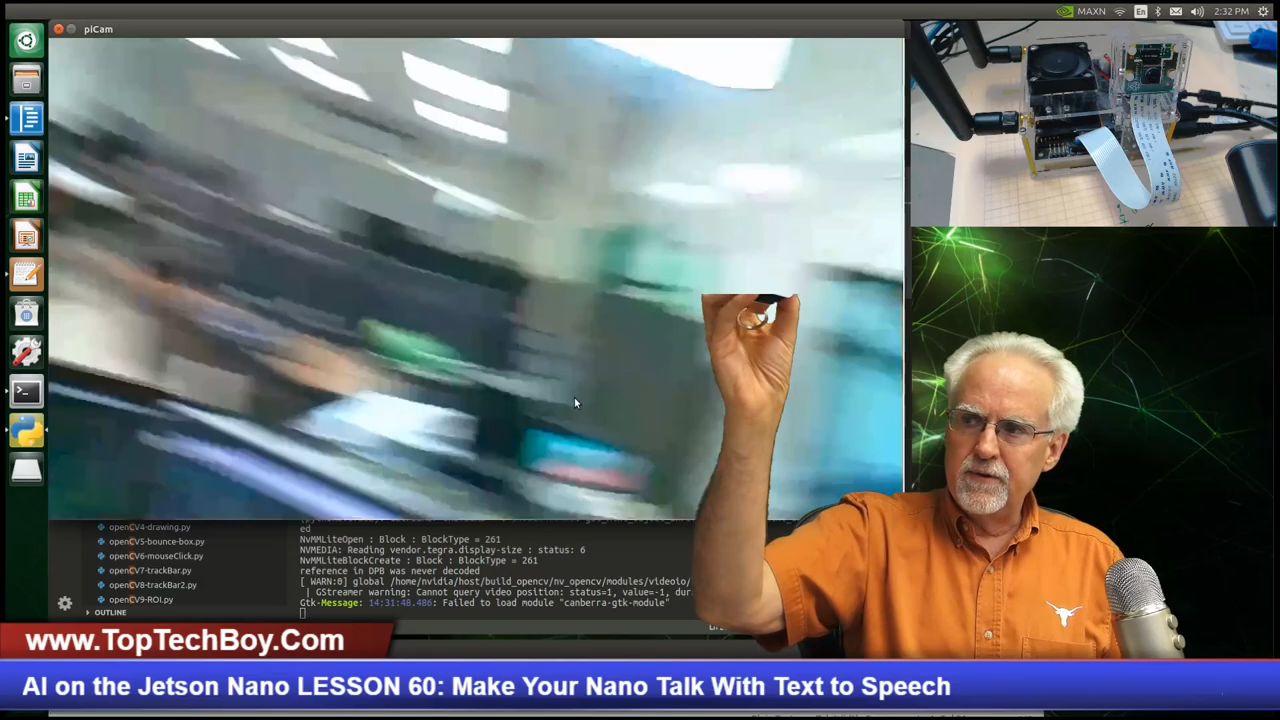 MAXN En 2:32 PM
piCam
openCV4-drawing.py
openCV5-bounce-box.py
openCV6-mouseClick.py
openCV7-trackBar.py
openCV8-trackBar2.py
openCV9-ROI.py
OUTLINE
ed
NvMMLiteOpen : Block : BlockType = 261
NVMEDIA: Reading vendor.tegra.display-size : status: 6
NvMMLiteBlockCreate : Block : BlockType = 261
reference in DPB was never decoded
[ WARN:0] global /home/nvidia/host/build_opencv/nv_opencv/modules/videoio/
| GStreamer warning: Cannot query video position: status=1, value=-1, dur
Gtk-Message: 14:31:48.486: Failed to load module "canberra-gtk-module"
www.TopTechBoy.Com
AI on the Jetson Nano LESSON 60: Make Your Nano Talk With Text to Speech